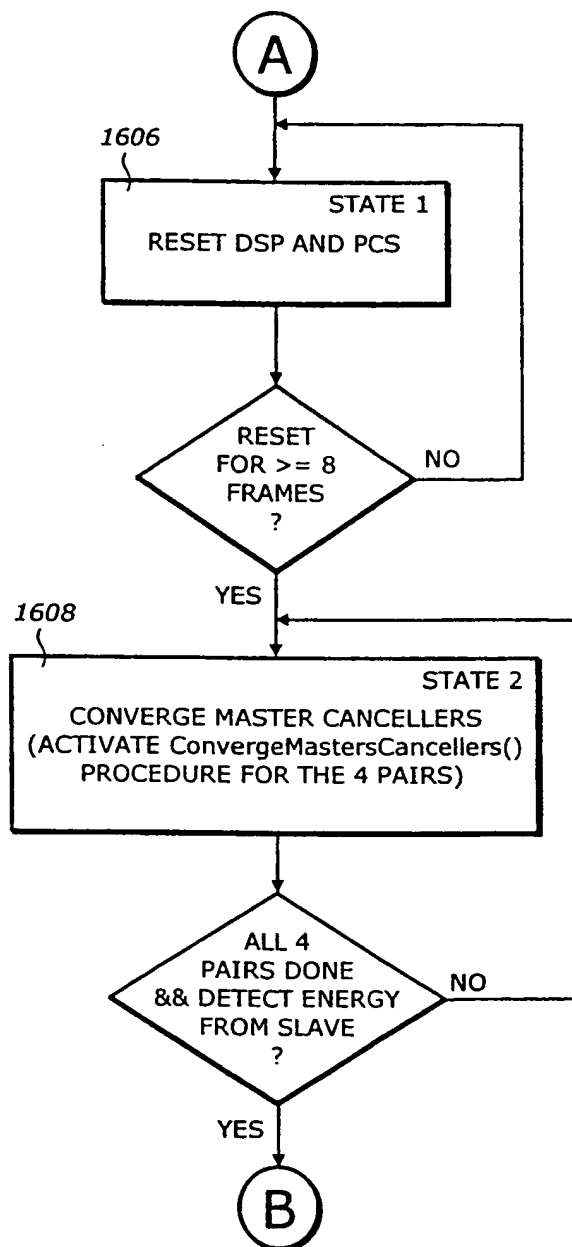 A
1606
STATE 1
RESET DSP AND PCS
RESET
FOR >= 8
FRAMES
?
NO
YES
1608
STATE 2
CONVERGE MASTER CANCELLERS
(ACTIVATE ConvergeMastersCancellers()
PROCEDURE FOR THE 4 PAIRS)
ALL 4
PAIRS DONE
&& DETECT ENERGY
FROM SLAVE
?
NO
YES
B